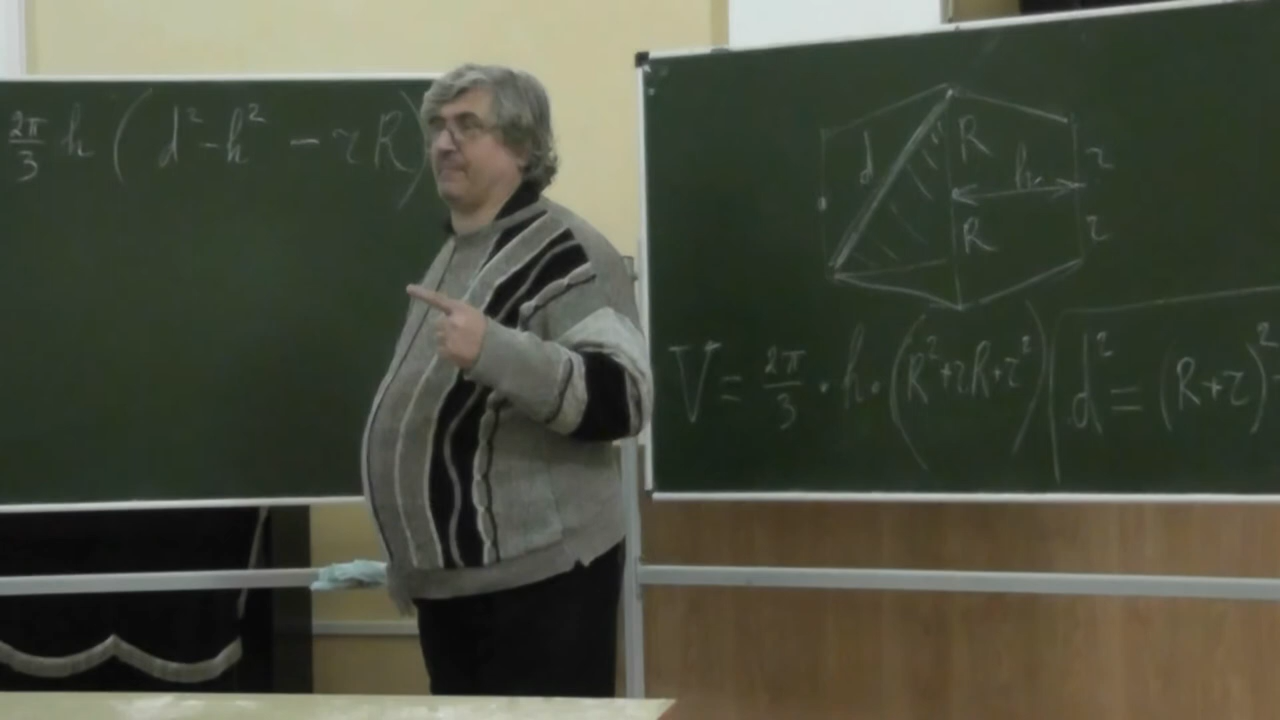 2π/3 h ( d² - h² - rR )
d
R
h
r
R
r
V = 2π/3 · h · (R² + rR + r²)
d² = (R + r)² +